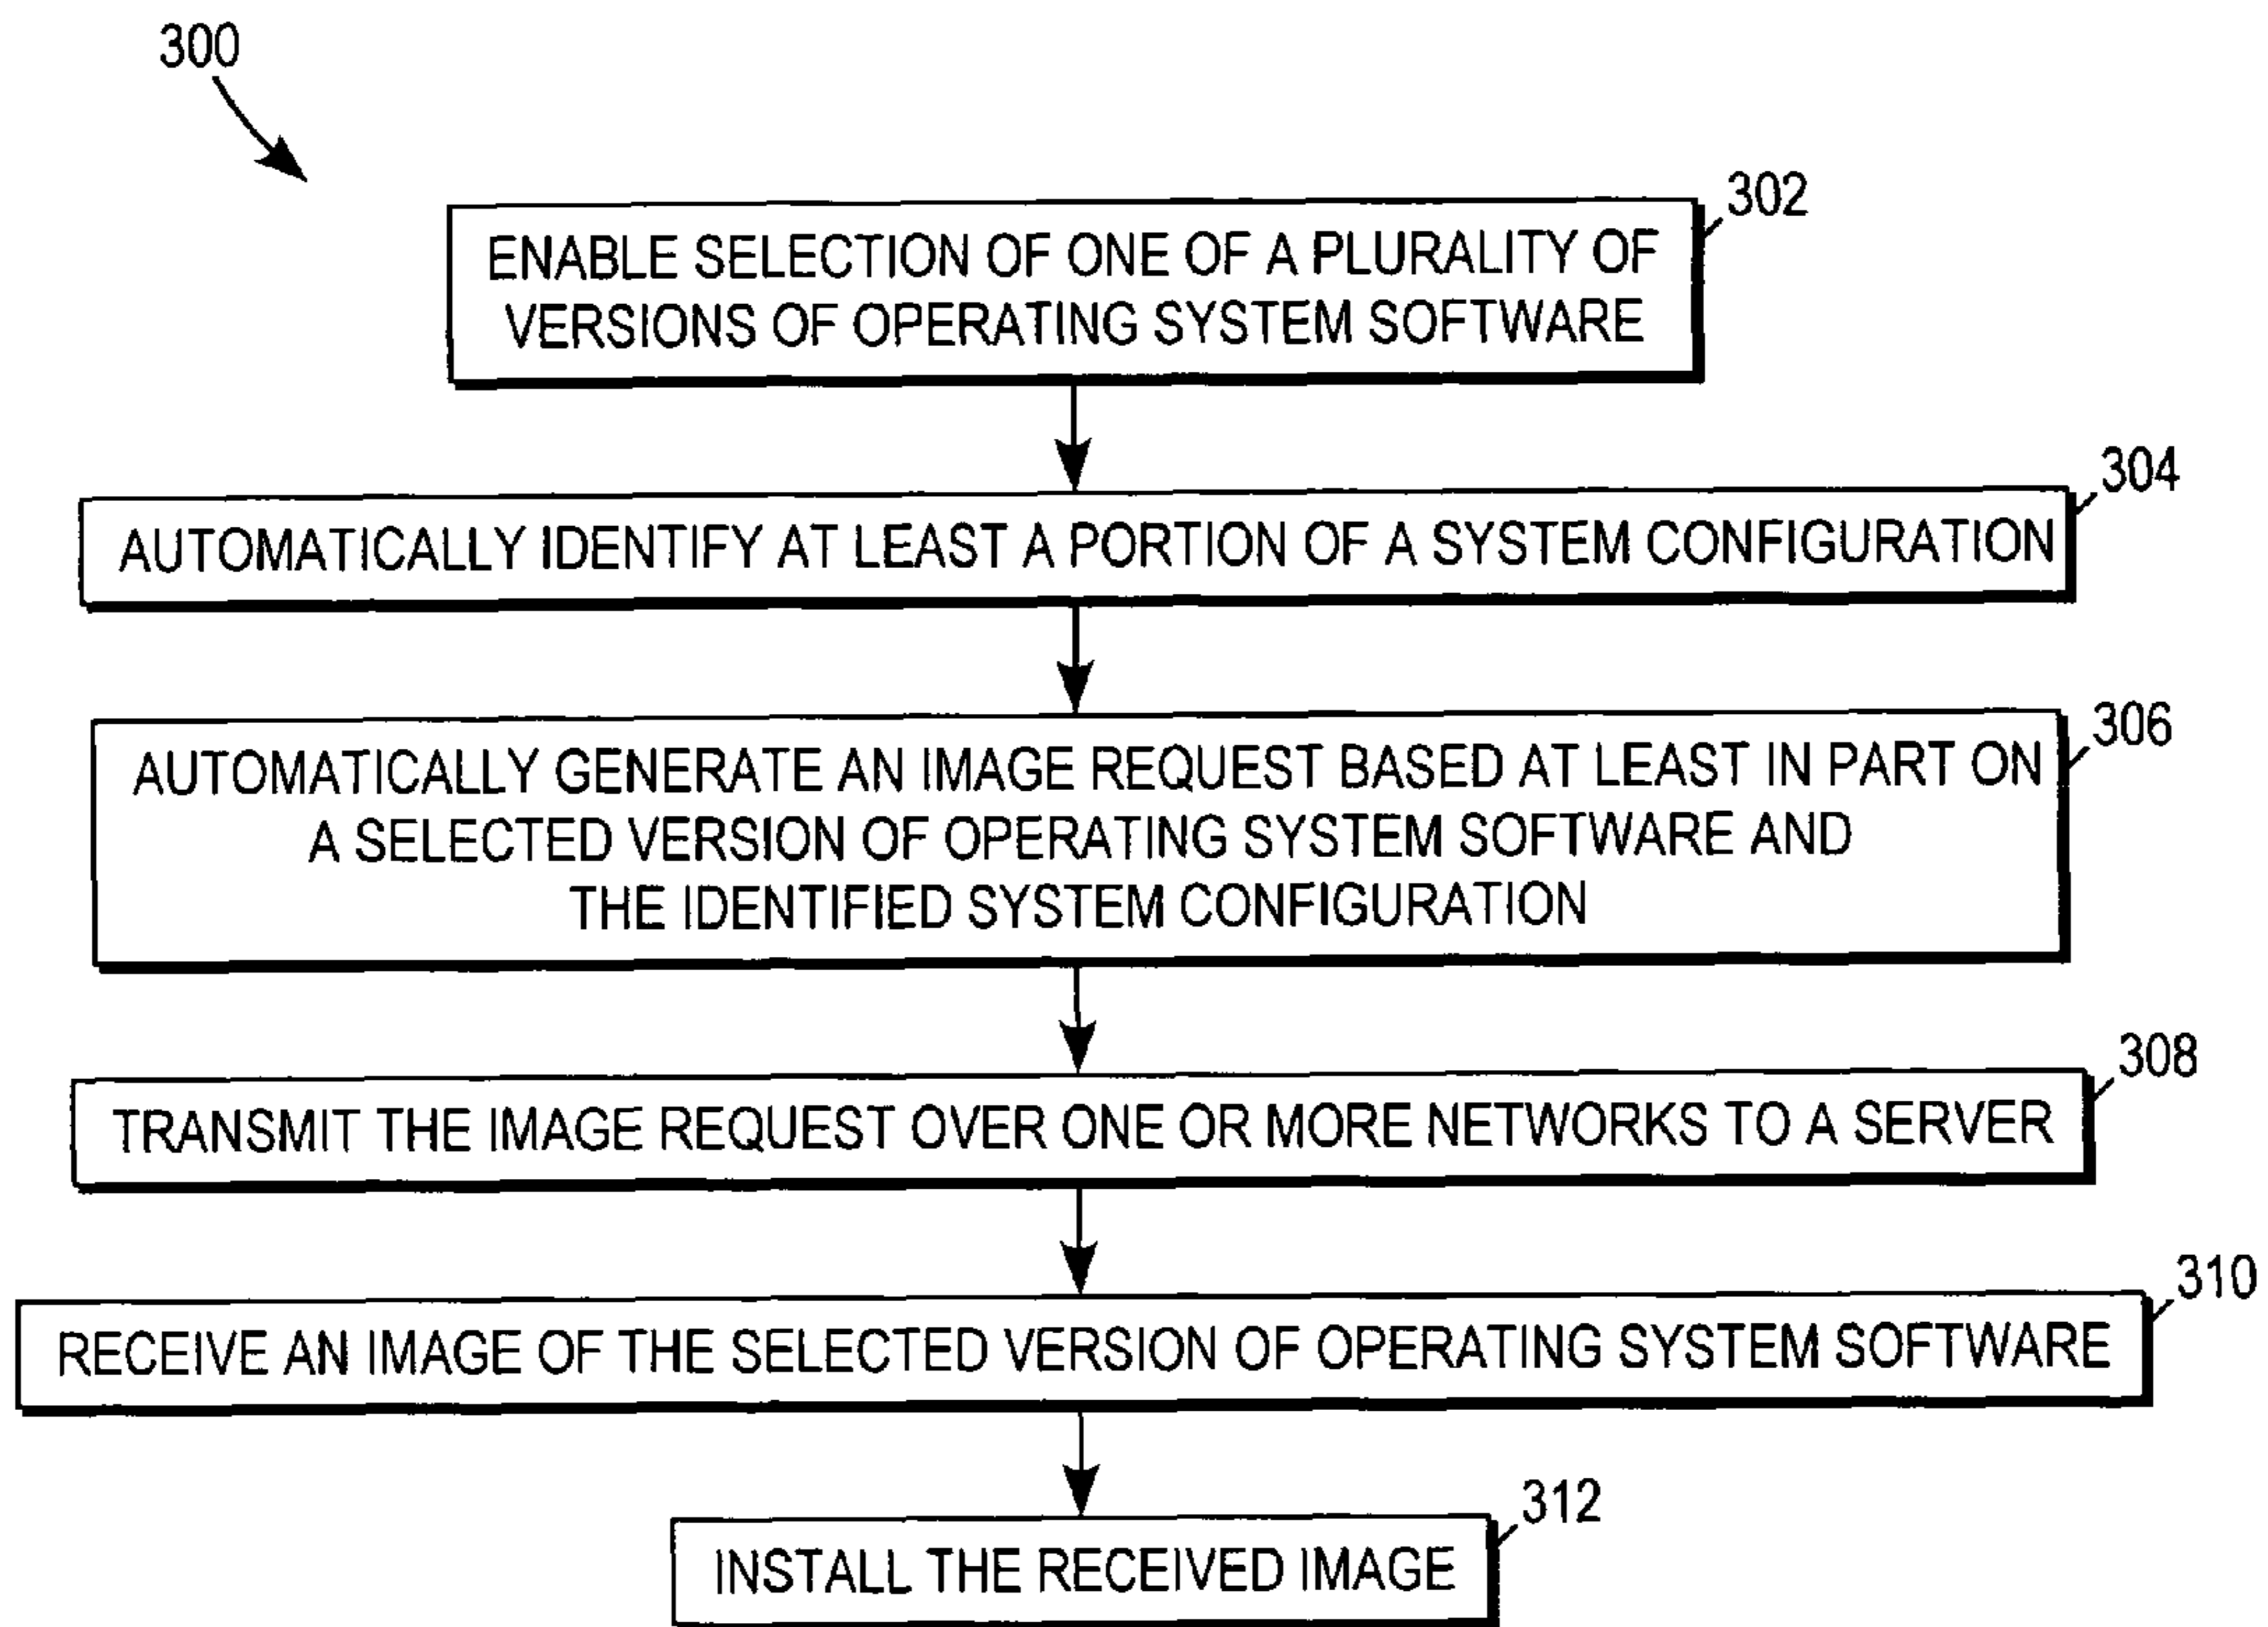 300
302
ENABLE SELECTION OF ONE OF A PLURALITY OF
VERSIONS OF OPERATING SYSTEM SOFTWARE
304
AUTOMATICALLY IDENTIFY AT LEAST A PORTION OF A SYSTEM CONFIGURATION
306
AUTOMATICALLY GENERATE AN IMAGE REQUEST BASED AT LEAST IN PART ON
A SELECTED VERSION OF OPERATING SYSTEM SOFTWARE AND
THE IDENTIFIED SYSTEM CONFIGURATION
308
TRANSMIT THE IMAGE REQUEST OVER ONE OR MORE NETWORKS TO A SERVER
310
RECEIVE AN IMAGE OF THE SELECTED VERSION OF OPERATING SYSTEM SOFTWARE
312
INSTALL THE RECEIVED IMAGE